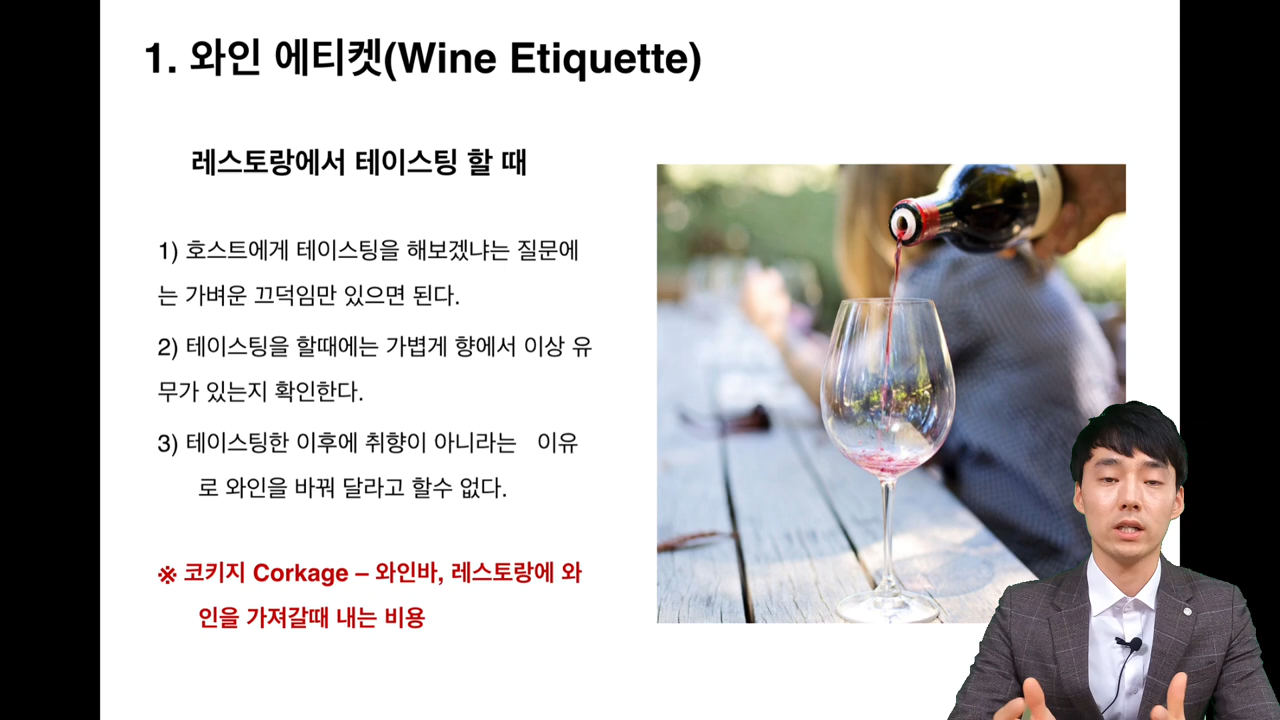 1. 와인 에티켓(Wine Etiquette)
레스토랑에서 테이스팅 할 때
1) 호스트에게 테이스팅을 해보겠냐는 질문에
는 가벼운 끄덕임만 있으면 된다.
2) 테이스팅을 할때에는 가볍게 향에서 이상 유
무가 있는지 확인한다.
3) 테이스팅한 이후에 취향이 아니라는 이유
로 와인을 바꿔 달라고 할수 없다.
※ 코키지 Corkage – 와인바, 레스토랑에 와
인을 가져갈때 내는 비용